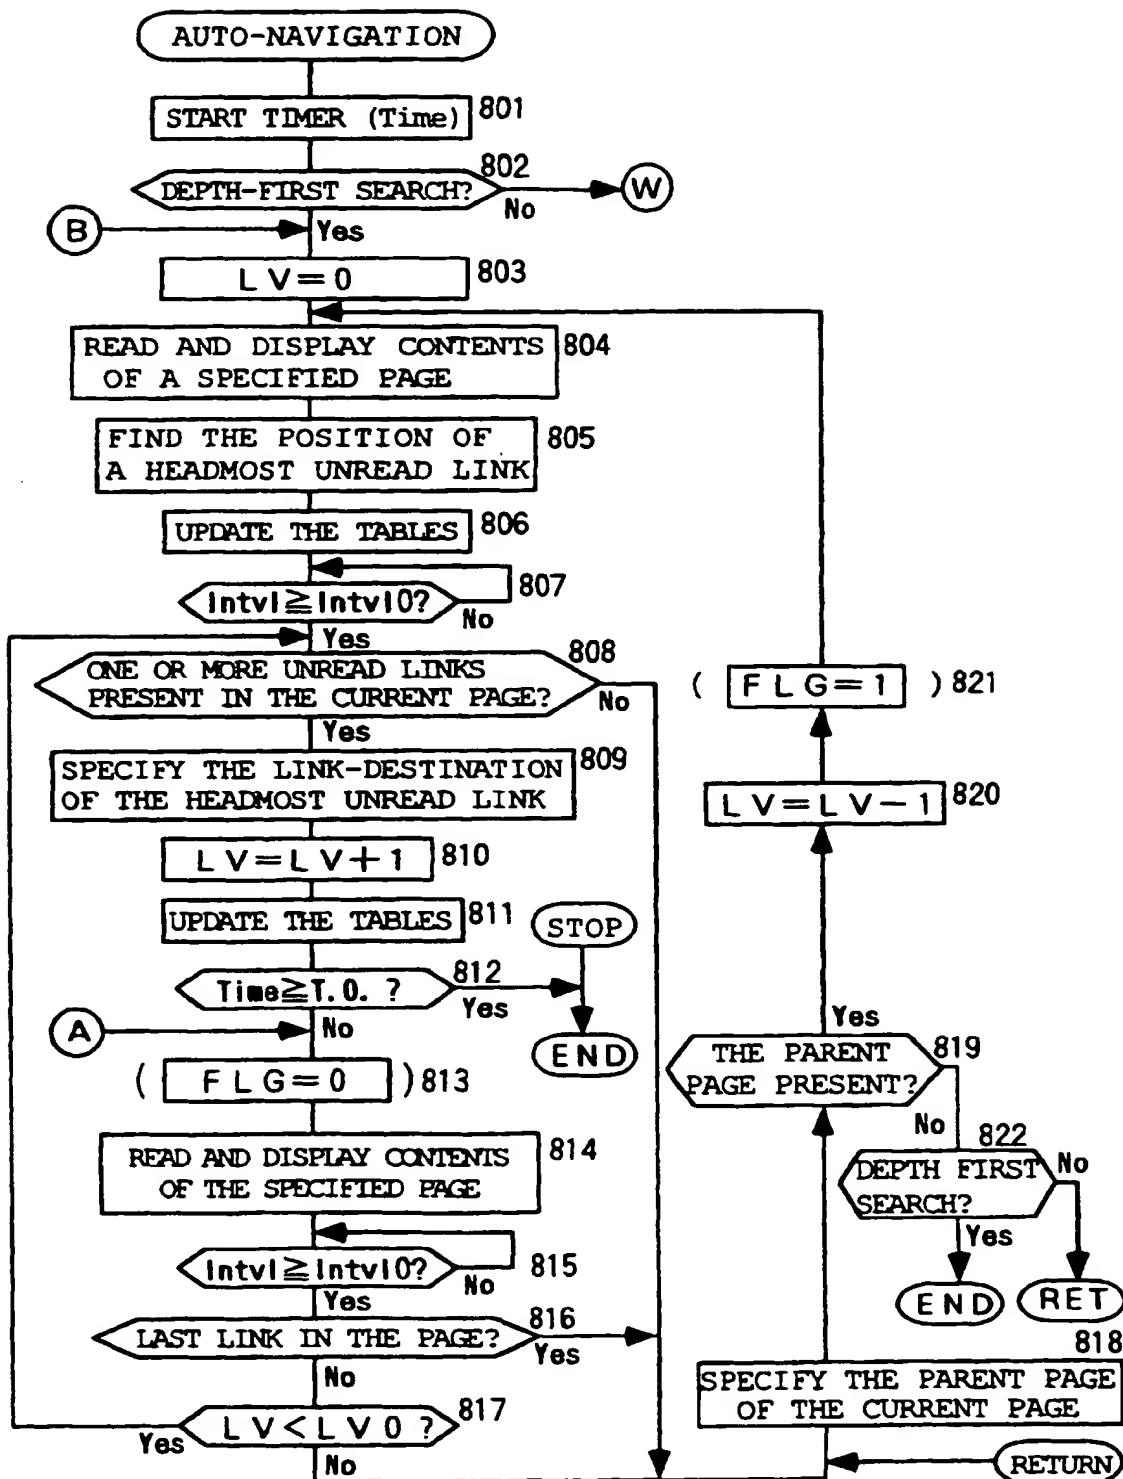 AUTO-NAVIGATION
START TIMER (Time) 801
802
DEPTH-FIRST SEARCH?
No
W
B
Yes
LV=0 803
READ AND DISPLAY CONTENTS 804
OF A SPECIFIED PAGE
FIND THE POSITION OF 805
A HEADMOST UNREAD LINK
UPDATE THE TABLES 806
Intvl≧Intvl0? 807
No
Yes
ONE OR MORE UNREAD LINKS 808
PRESENT IN THE CURRENT PAGE?
No
Yes
SPECIFY THE LINK-DESTINATION 809
OF THE HEADMOST UNREAD LINK
LV=LV+1 810
UPDATE THE TABLES 811
STOP
Time≧T.O. ? 812
Yes
END
A
No
( FLG=0 ) 813
READ AND DISPLAY CONTENTS 814
OF THE SPECIFIED PAGE
Intvl≧Intvl0? 815
No
Yes
LAST LINK IN THE PAGE? 816
Yes
No
LV<LV0 ? 817
Yes
No
( FLG=1 ) 821
LV=LV-1 820
Yes
THE PARENT 819
PAGE PRESENT?
No
822
DEPTH FIRST No
SEARCH?
Yes
END
RET
818
SPECIFY THE PARENT PAGE
OF THE CURRENT PAGE
RETURN